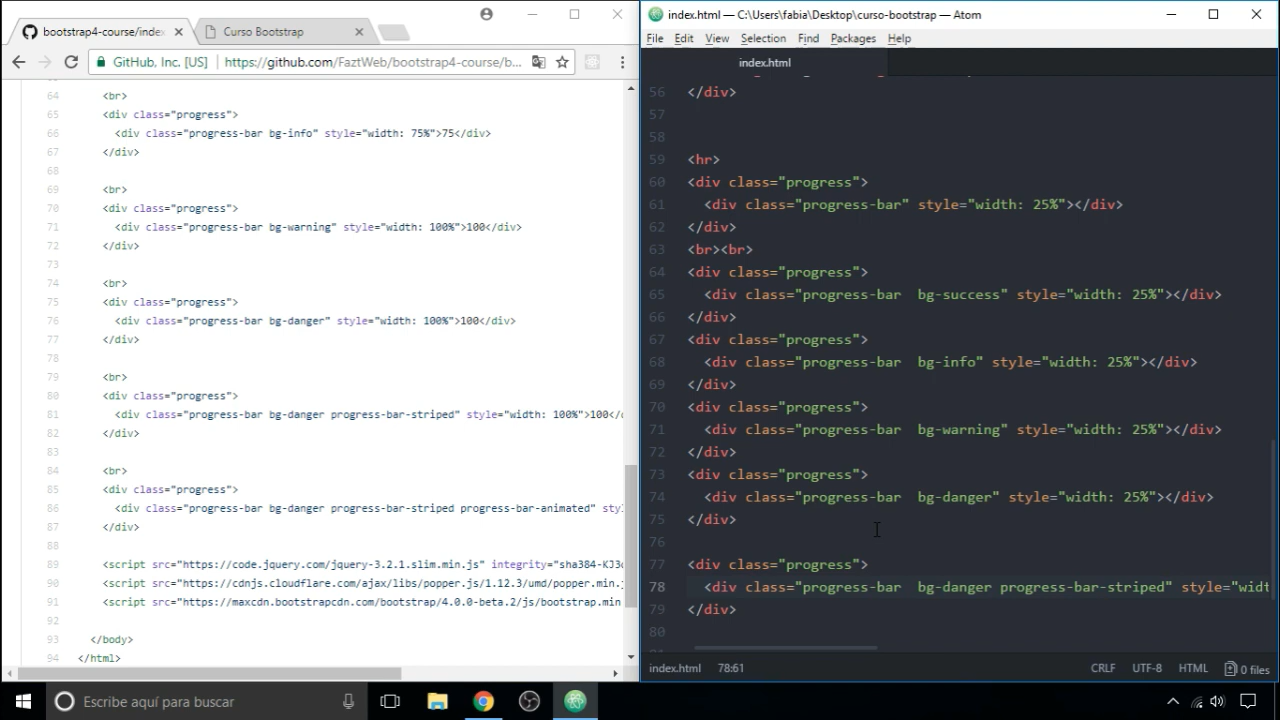 bootstrap4-course/index
Curso Bootstrap
GitHub, Inc. [US]
https://github.com/FaztWeb/bootstrap4-course/b...
64 <br>
65 <div class="progress">
66 <div class="progress-bar bg-info" style="width: 75%">75</div>
67 </div>
68
69 <br>
70 <div class="progress">
71 <div class="progress-bar bg-warning" style="width: 100%">100</div>
72 </div>
73
74 <br>
75 <div class="progress">
76 <div class="progress-bar bg-danger" style="width: 100%">100</div>
77 </div>
78
79 <br>
80 <div class="progress">
81 <div class="progress-bar bg-danger progress-bar-striped" style="width: 100%">100</
82 </div>
83
84 <br>
85 <div class="progress">
86 <div class="progress-bar bg-danger progress-bar-striped progress-bar-animated" sty
87 </div>
88
89 <script src="https://code.jquery.com/jquery-3.2.1.slim.min.js" integrity="sha384-KJ3
90 <script src="https://cdnjs.cloudflare.com/ajax/libs/popper.js/1.12.3/umd/popper.min.
91 <script src="https://maxcdn.bootstrapcdn.com/bootstrap/4.0.0-beta.2/js/bootstrap.min
92
93 </body>
94 </html>
index.html — C:\Users\fabia\Desktop\curso-bootstrap — Atom
File Edit View Selection Find Packages Help
index.html
56 </div>
57
58
59 <hr>
60 <div class="progress">
61 <div class="progress-bar" style="width: 25%"></div>
62 </div>
63 <br><br>
64 <div class="progress">
65 <div class="progress-bar  bg-success" style="width: 25%"></div>
66 </div>
67 <div class="progress">
68 <div class="progress-bar  bg-info" style="width: 25%"></div>
69 </div>
70 <div class="progress">
71 <div class="progress-bar  bg-warning" style="width: 25%"></div>
72 </div>
73 <div class="progress">
74 <div class="progress-bar  bg-danger" style="width: 25%"></div>
75 </div>
76
77 <div class="progress">
78 <div class="progress-bar  bg-danger progress-bar-striped" style="widt
79 </div>
80
index.html 78:61 CRLF UTF-8 HTML 0 files
Escribe aquí para buscar